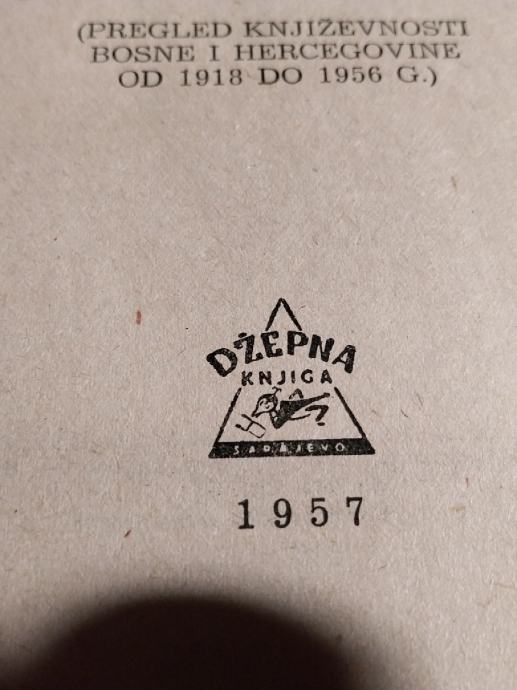 (PREGLED KNJIŽEVNOSTI
BOSNE I HERCEGOVINE
OD 1918 DO 1956 G.)
DŽEPNA
KNJIGA
SARAJEVO
1957